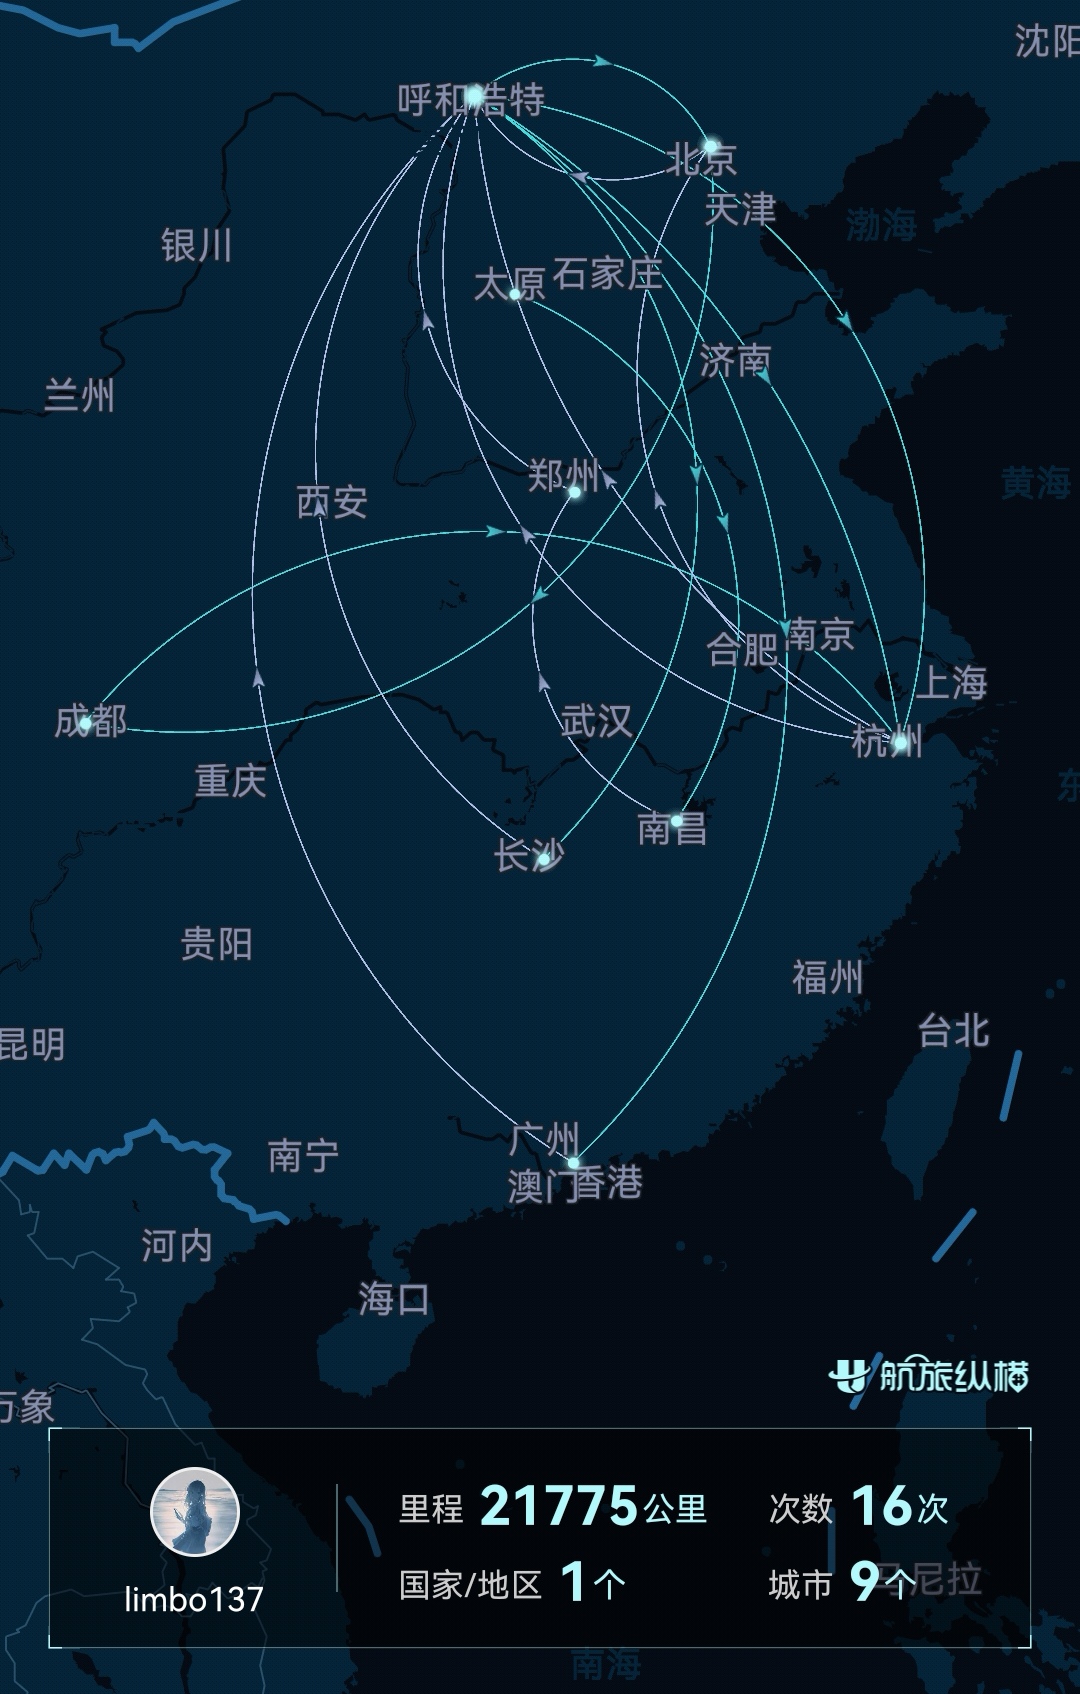 沈阳
呼和浩特
北京
天津
渤海
银川
石家庄
太原
济南
兰州
郑州
黄海
西安
南京
合肥
上海
成都
武汉
杭州
重庆
东
南昌
长沙
贵阳
福州
台北
昆明
广州
南宁
澳门
香港
河内
海口
航旅纵横
万象
里程 21775公里
次数 16次
国家/地区 1个
城市 9个
马尼拉
limbo137
南海